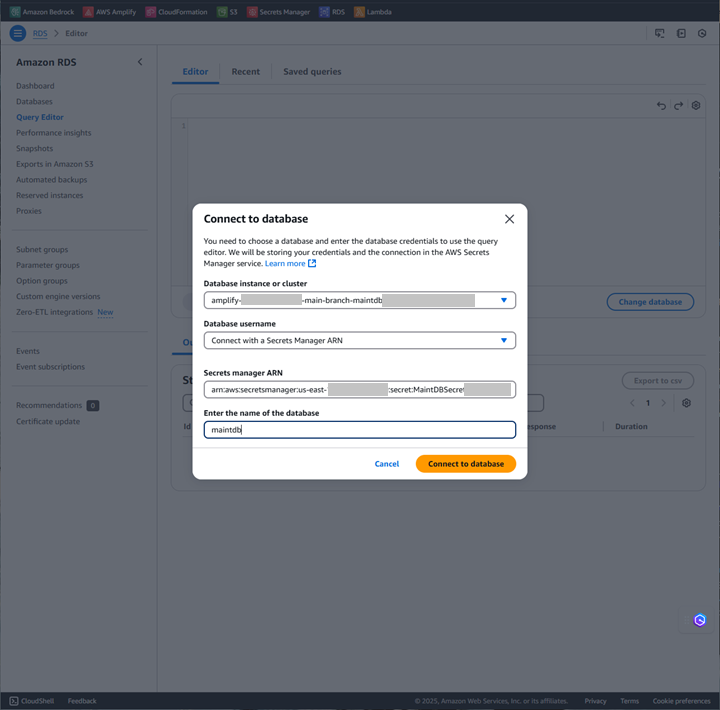 Amazon Bedrock AWS Amplify CloudFormation S3 Secrets Manager RDS Lambda
RDS > Editor
Amazon RDS
Dashboard
Databases
Query Editor
Performance insights
Snapshots
Exports in Amazon S3
Automated backups
Reserved instances
Proxies
Subnet groups
Parameter groups
Option groups
Custom engine versions
Zero-ETL integrations New
Events
Event subscriptions
Recommendations 0
Certificate update
Editor Recent Saved queries
1
Change database
Connect to database
You need to choose a database and enter the database credentials to use the query
editor. We will be storing your credentials and the connection in the AWS Secrets
Manager service. Learn more
Database instance or cluster
amplify- -main-branch-maintdb
Database username
Connect with a Secrets Manager ARN
Secrets manager ARN
arn:aws:secretsmanager:us-east- :secret:MaintDBSecret
Enter the name of the database
maintdb
Cancel Connect to database
Export to csv
1
Duration
CloudShell Feedback © 2025, Amazon Web Services, Inc. or its affiliates. Privacy Terms Cookie preferences